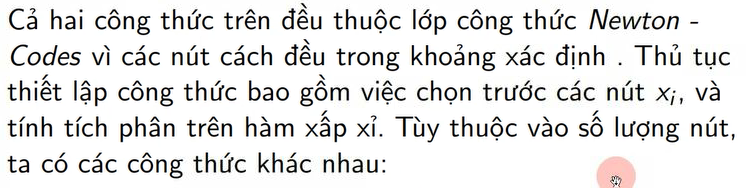 Cả hai công thức trên đều thuộc lớp công thức Newton -
Codes vì các nút cách đều trong khoảng xác định . Thủ tục
thiết lập công thức bao gồm việc chọn trước các nút xᵢ, và
tính tích phân trên hàm xấp xỉ. Tùy thuộc vào số lượng nút,
ta có các công thức khác nhau: